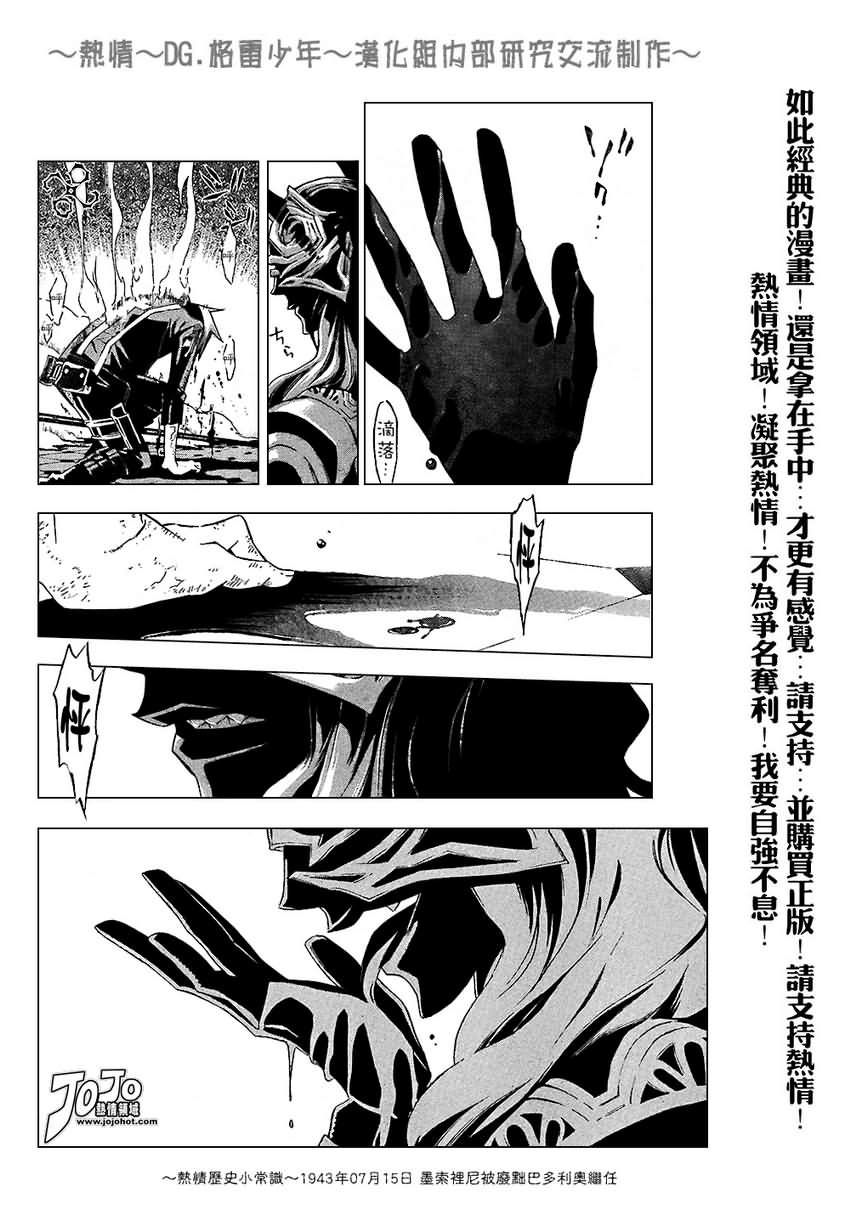 ～熱情～DG.格雷少年～漢化組內部研究交流制作～
如此經典的漫畫！還是拿在手中…才更有感覺…請支持…並購買正版！請支持熱情！
熱情領域！凝聚熱情！不為爭名奪利！我要自強不息！
滴落…
ちら
呼
呼
呼
怦
怦
JOJO
熱情領域
www.jojohot.com
～熱情歷史小常識～1943年07月15日 墨索裡尼被廢黜巴多利奧繼任